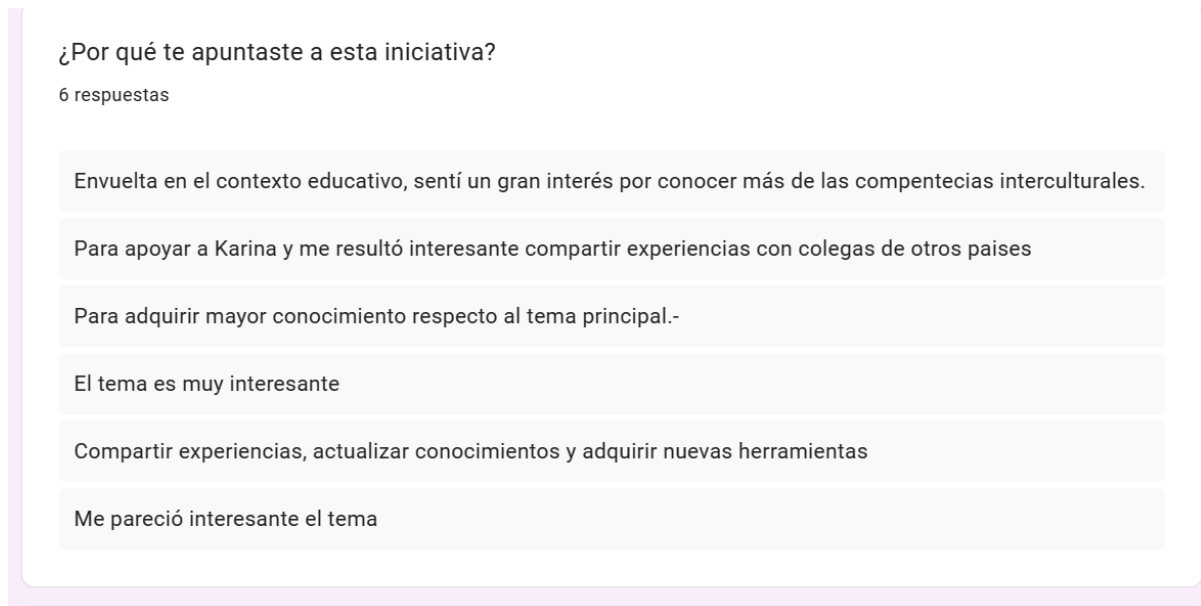 ¿Por qué te apuntaste a esta iniciativa?
6 respuestas
Envuelta en el contexto educativo, sentí un gran interés por conocer más de las compentecias interculturales.
Para apoyar a Karina y me resultó interesante compartir experiencias con colegas de otros paises
Para adquirir mayor conocimiento respecto al tema principal.-
El tema es muy interesante
Compartir experiencias, actualizar conocimientos y adquirir nuevas herramientas
Me pareció interesante el tema